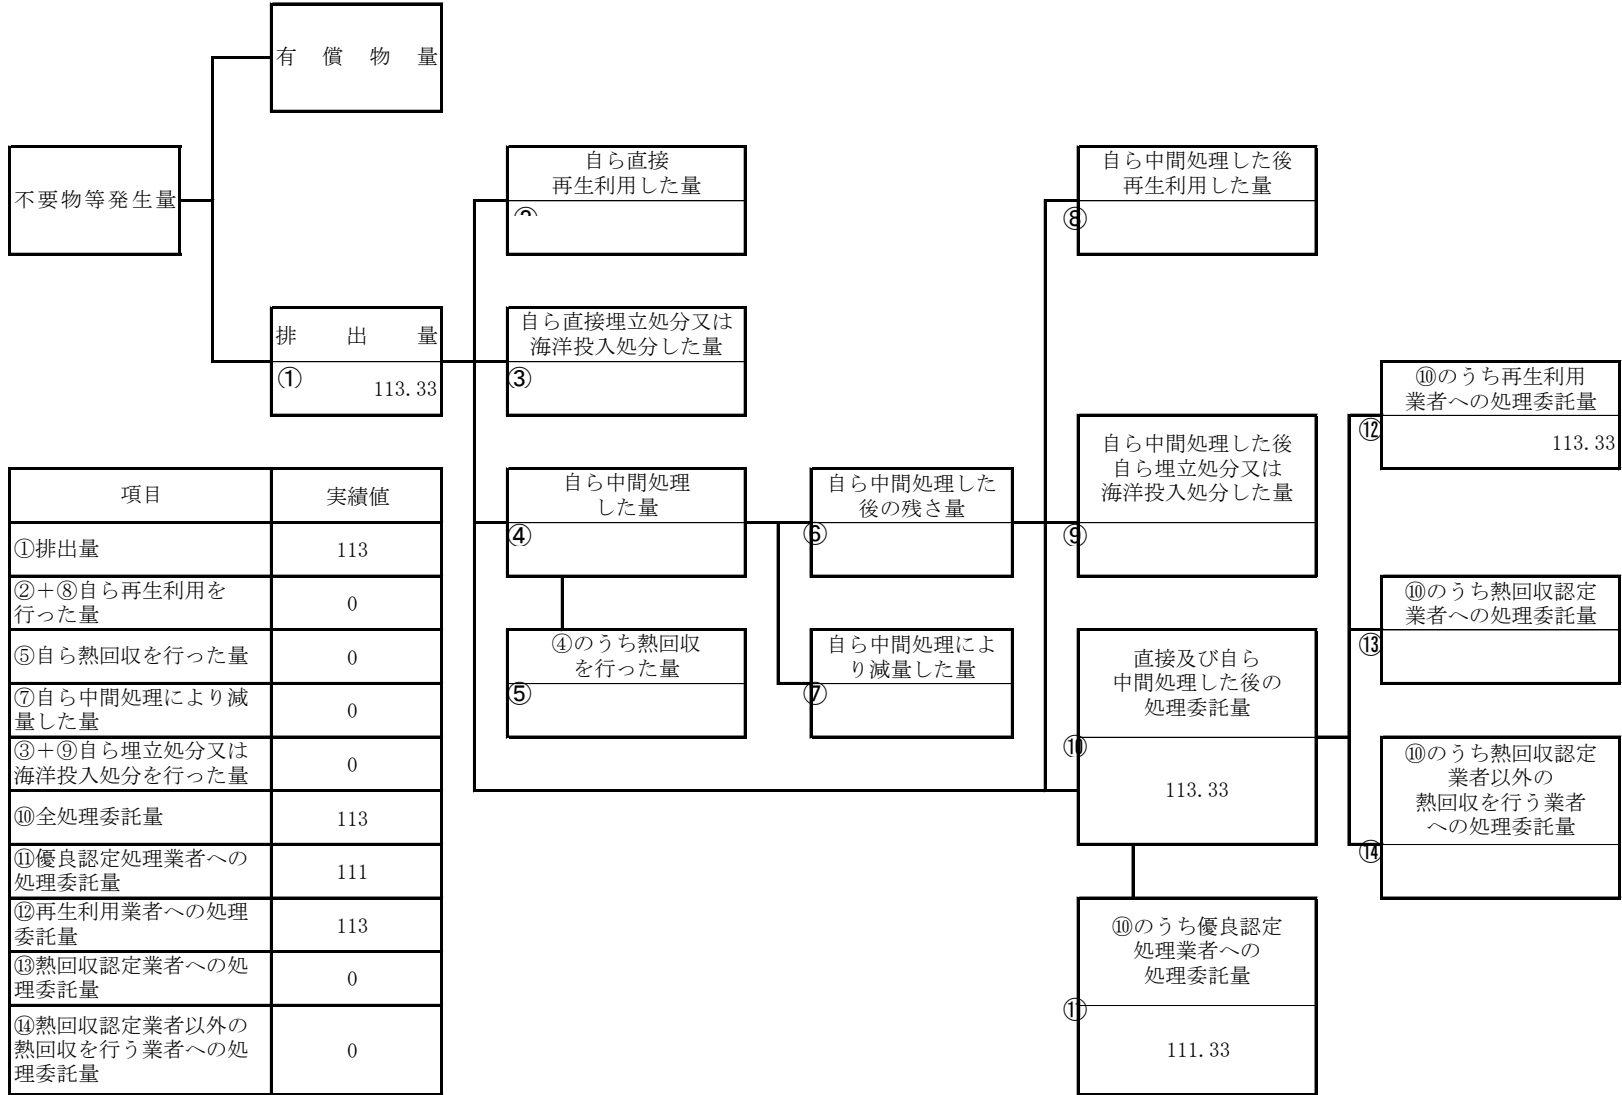 有償物量
不要物等発生量
排出量
①
113.33
自ら直接
再生利用した量
②
自ら直接埋立処分又は
海洋投入処分した量
③
自ら中間処理
した量
④
④のうち熱回収
を行った量
⑤
自ら中間処理した
後の残さ量
⑥
自ら中間処理によ
り減量した量
⑦
自ら中間処理した後
再生利用した量
⑧
自ら中間処理した後
自ら埋立処分又は
海洋投入処分した量
⑨
直接及び自ら
中間処理した後の
処理委託量
⑩
113.33
⑩のうち優良認定
処理業者への
処理委託量
⑪
111.33
⑩のうち再生利用
業者への処理委託量
⑫
113.33
⑩のうち熱回収認定
業者への処理委託量
⑬
⑩のうち熱回収認定
業者以外の
熱回収を行う業者
への処理委託量
⑭
項目 実績値
①排出量 113
②+⑧自ら再生利用を
行った量 0
⑤自ら熱回収を行った量 0
⑦自ら中間処理により減
量した量 0
③+⑨自ら埋立処分又は
海洋投入処分を行った量 0
⑩全処理委託量 113
⑪優良認定処理業者への
処理委託量 111
⑫再生利用業者への処理
委託量 113
⑬熱回収認定業者への処
理委託量 0
⑭熱回収認定業者以外の
熱回収を行う業者への処
理委託量 0